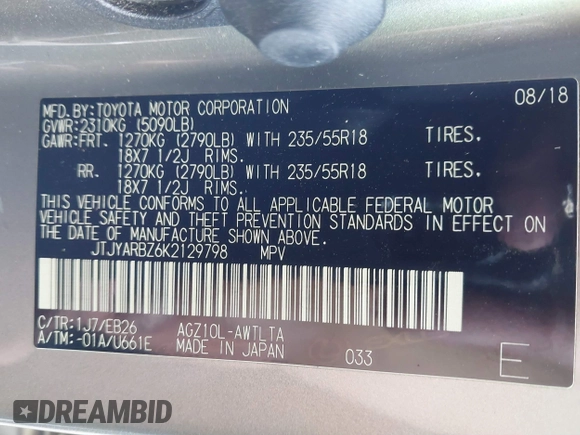 MFD.BY:TOYOTA MOTOR CORPORATION 08/18
GVWR:2310KG (5090LB)
GAWR:FRT. 1270KG (2790LB) WITH 235/55R18 TIRES.
18X7 1/2J RIMS.
RR. 1270KG (2790LB) WITH 235/55R18 TIRES.
18X7 1/2J RIMS.
THIS VEHICLE CONFORMS TO ALL APPLICABLE FEDERAL MOTOR
VEHICLE SAFETY AND THEFT PREVENTION STANDARDS IN EFFECT ON
THE DATE OF MANUFACTURE SHOWN ABOVE.
JTJYARBZ6K2129798 MPV
C/TR:1J7/EB26 AGZ10L-AWTLTA
A/TM:-01A/U661E MADE IN JAPAN 033 E
DREAMBID